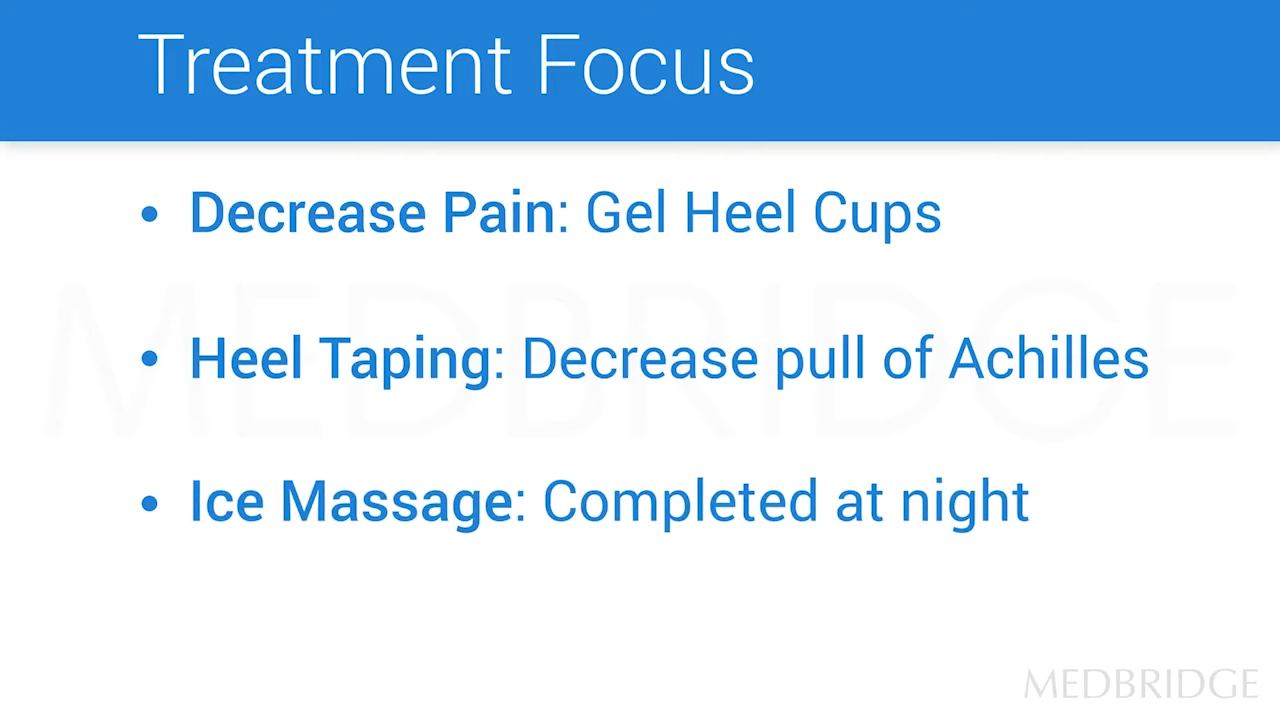 Treatment Focus
• Decrease Pain: Gel Heel Cups
• Heel Taping: Decrease pull of Achilles
• Ice Massage: Completed at night
MEDBRIDGE
MEDBRIDGE